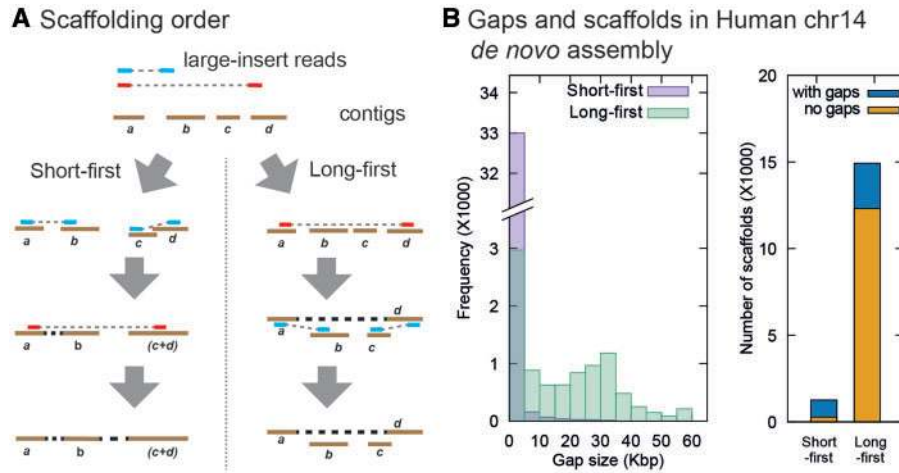 A Scaffolding order
large-insert reads
contigs
a b c d
Short-first
Long-first
a b c d
a b c d
a b (c+d)
a b c d
a b (c+d)
a b c d
B Gaps and scaffolds in Human chr14
de novo assembly
Short-first
Long-first
Frequency (X1000)
34
33
32
3
2
1
0
0 10 20 30 40 50 60
Gap size (Kbp)
with gaps
no gaps
Number of scaffolds (X1000)
20
15
10
5
0
Short
-first
Long
-first